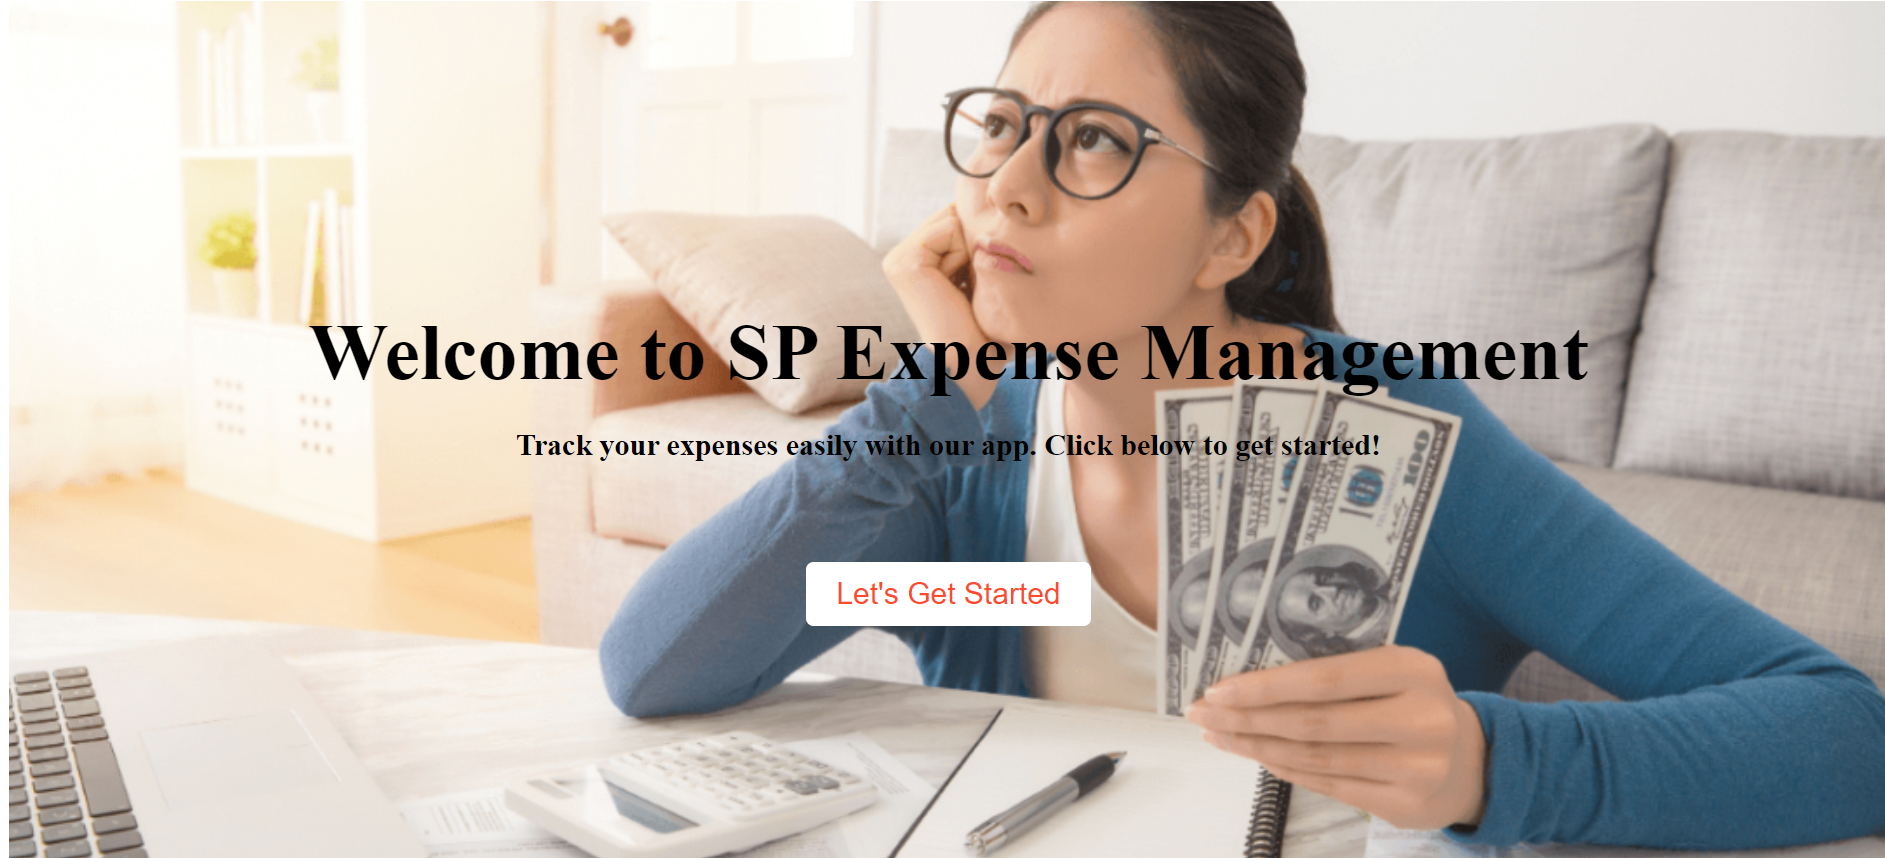 Welcome to SP Expense Management
Track your expenses easily with our app. Click below to get started!
100
Let's Get Started